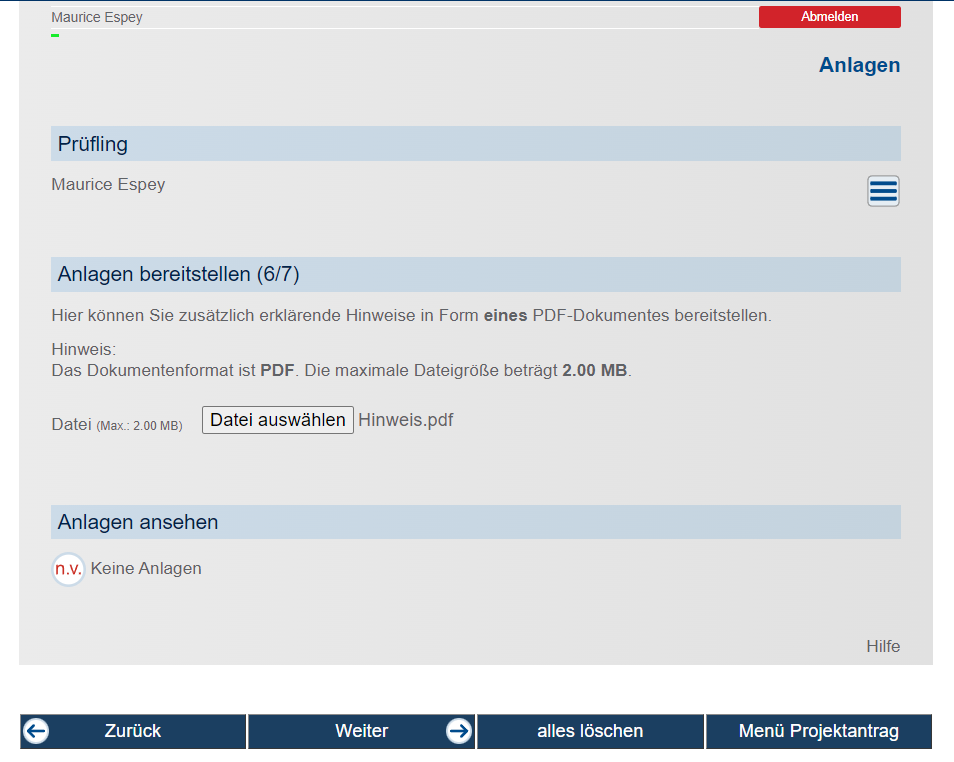 Maurice Espey
Abmelden
Anlagen
Prüfling
Maurice Espey
Anlagen bereitstellen (6/7)
Hier können Sie zusätzlich erklärende Hinweise in Form eines PDF-Dokumentes bereitstellen.
Hinweis:
Das Dokumentenformat ist PDF. Die maximale Dateigröße beträgt 2.00 MB.
Datei (Max.: 2.00 MB) Datei auswählen Hinweis.pdf
Anlagen ansehen
n.v. Keine Anlagen
Hilfe
Zurück Weiter alles löschen Menü Projektantrag